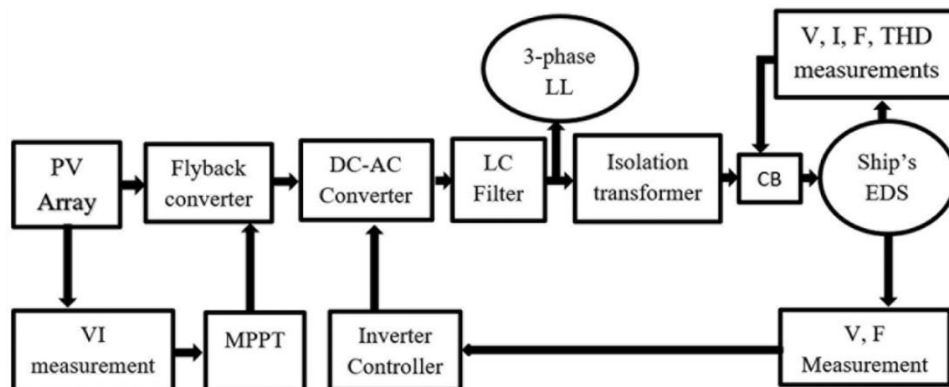 3-phase
LL
V, I, F, THD
measurements
PV
Array
Flyback
converter
DC-AC
Converter
LC
Filter
Isolation
transformer
CB
Ship's
EDS
VI
measurement
MPPT
Inverter
Controller
V, F
Measurement